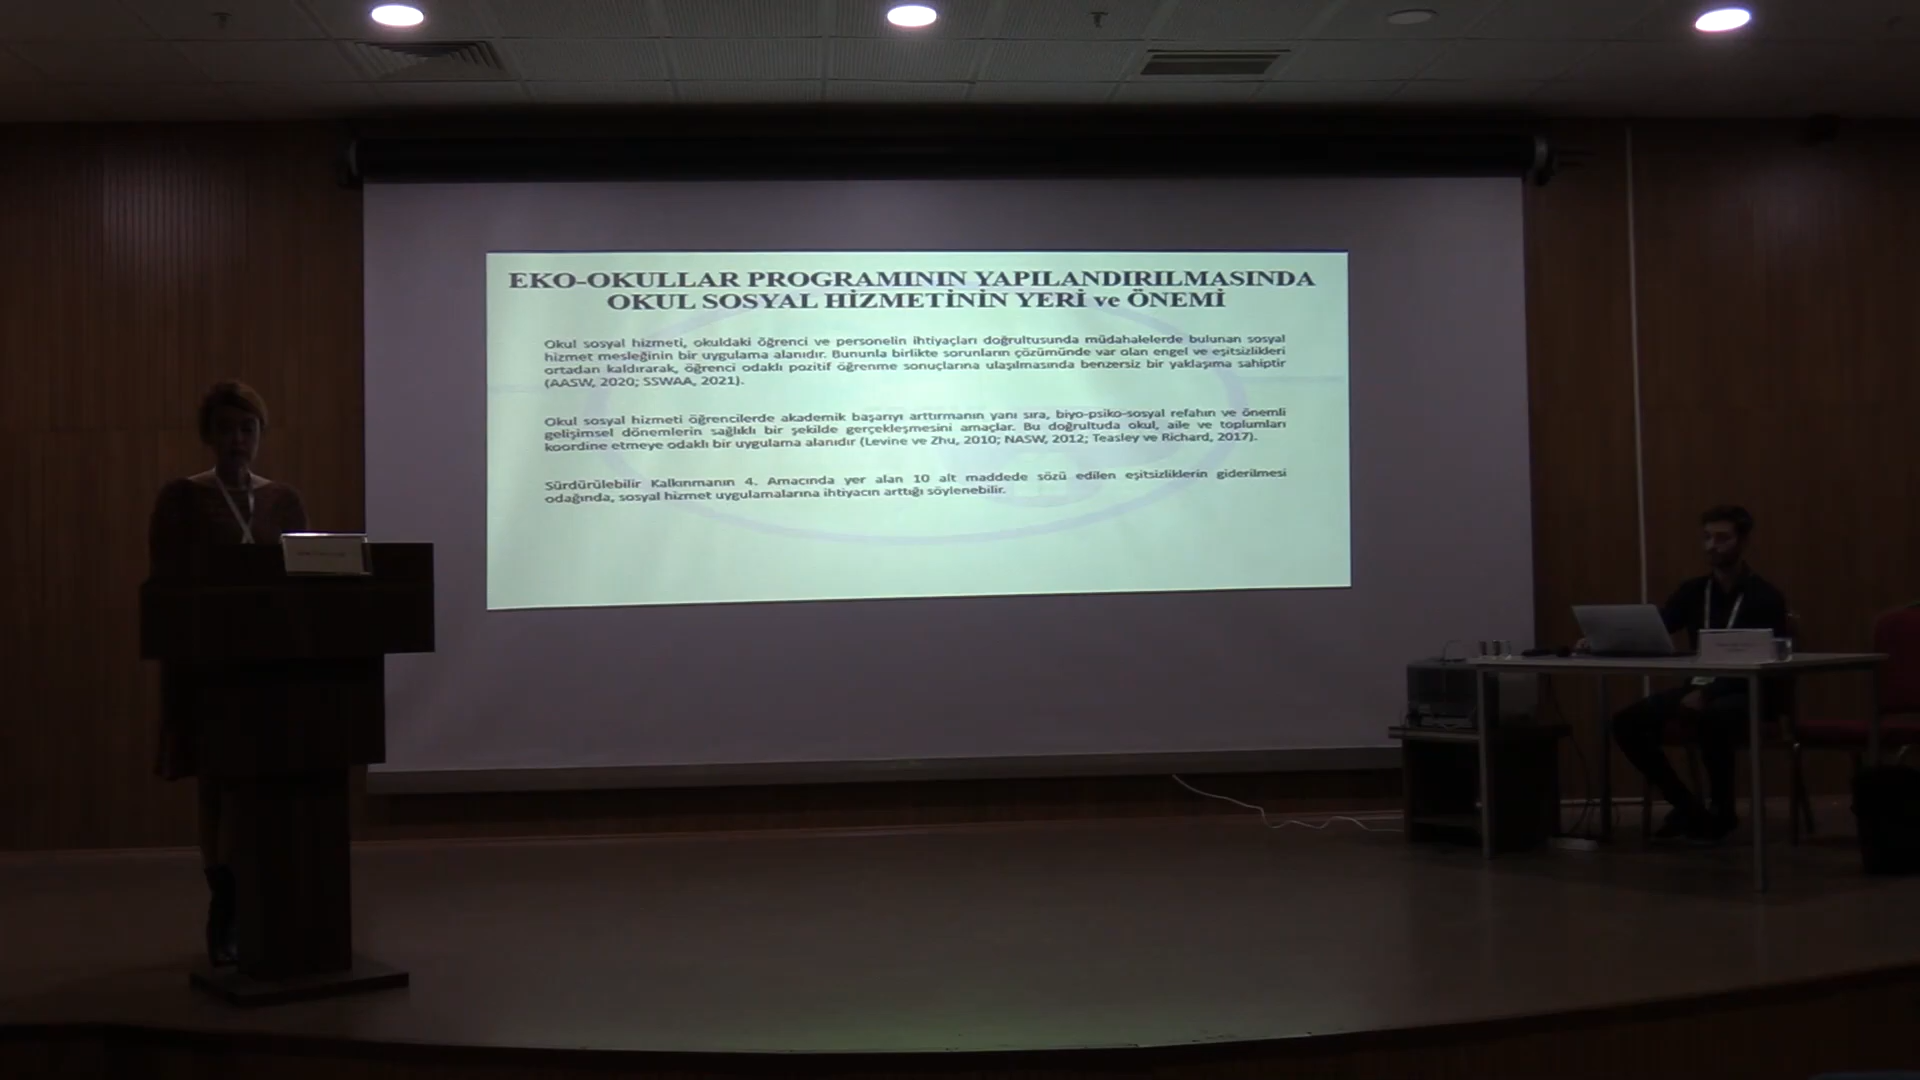 EKO-OKULLAR PROGRAMININ YAPILANDIRILMASINDA
OKUL SOSYAL HİZMETİNİN YERİ ve ÖNEMİ
Okul sosyal hizmeti, okuldaki öğrenci ve personelin ihtiyaçları doğrultusunda müdahalelerde bulunan sosyal
hizmet mesleğinin bir uygulama alanıdır. Bununla birlikte sorunların çözümünde var olan engel ve eşitsizlikleri
ortadan kaldırarak, öğrenci odaklı pozitif öğrenme sonuçlarına ulaşılmasında benzersiz bir yaklaşıma sahiptir
(AASW, 2020; SSWAA, 2021).
Okul sosyal hizmeti öğrencilerde akademik başarıyı arttırmanın yanı sıra, biyo-psiko-sosyal refahın ve önemli
gelişimsel dönemlerin sağlıklı bir şekilde gerçekleşmesini amaçlar. Bu doğrultuda okul, aile ve toplumları
koordine etmeye odaklı bir uygulama alanıdır (Levine ve Zhu, 2010; NASW, 2012; Teasley ve Richard, 2017).
Sürdürülebilir Kalkınmanın 4. Amacında yer alan 10 alt maddede sözü edilen eşitsizliklerin giderilmesi
odağında, sosyal hizmet uygulamalarına ihtiyacın arttığı söylenebilir.